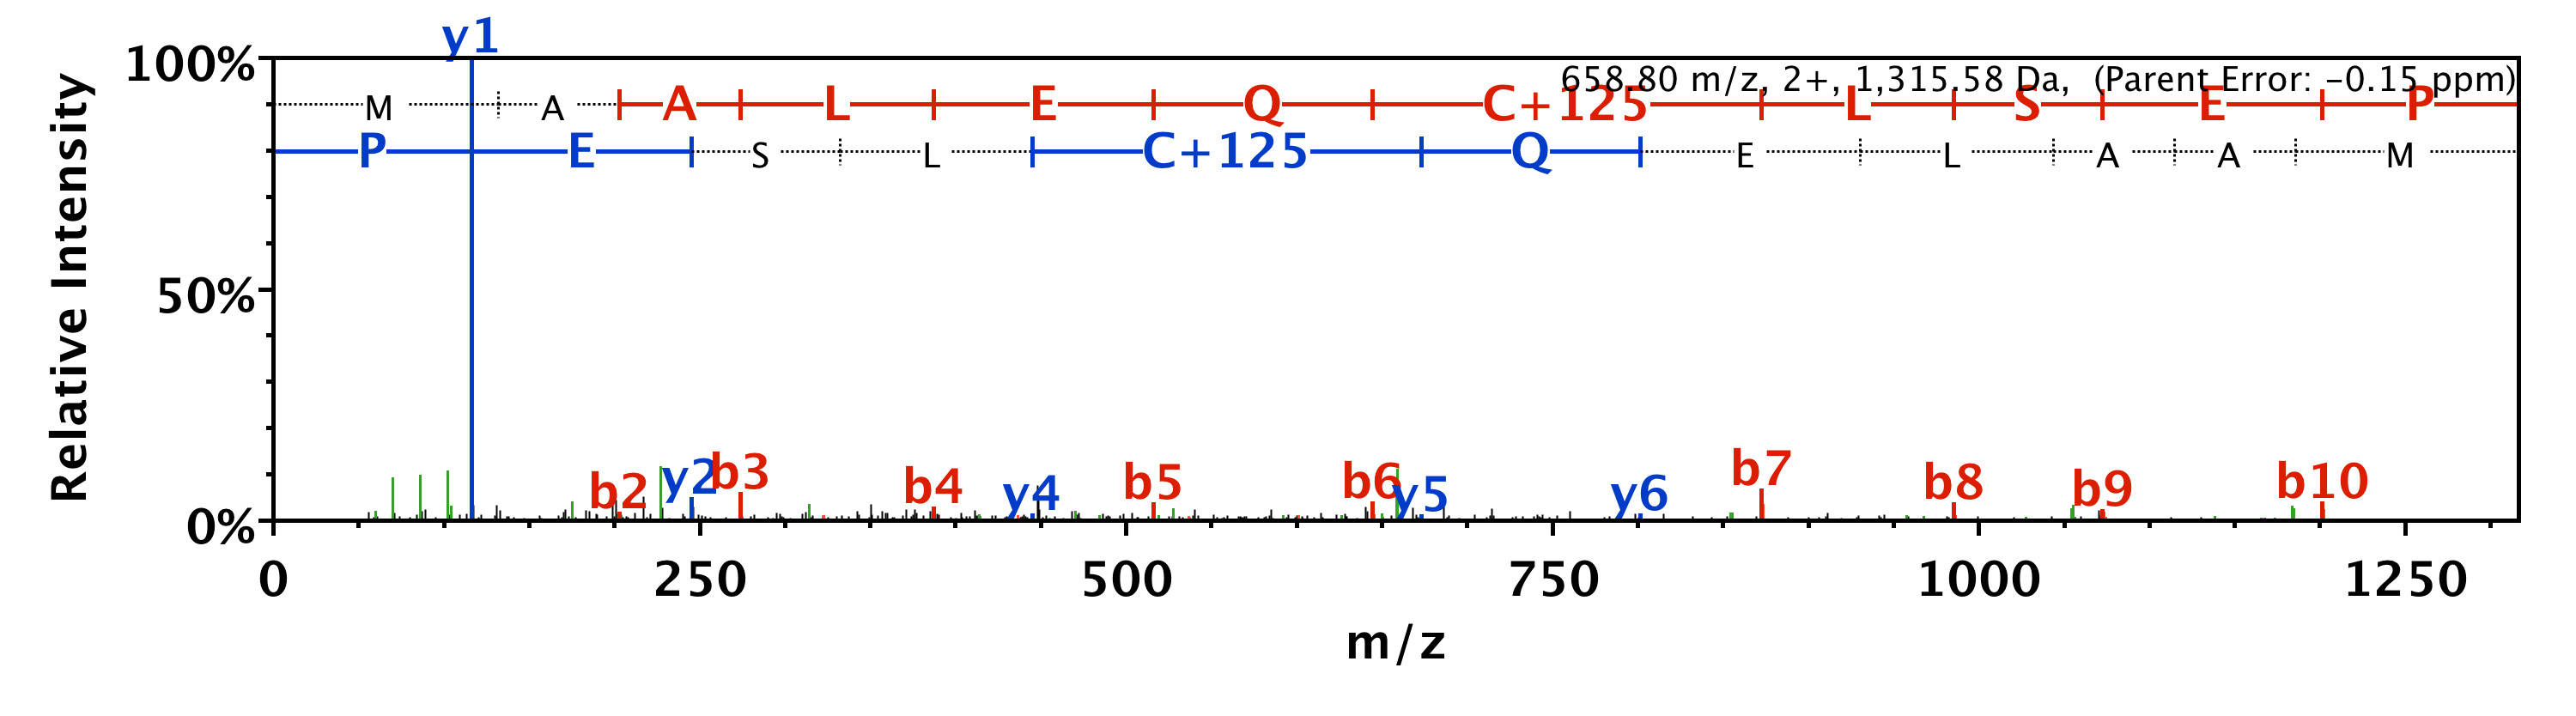 y1
100%
658.80 m/z, 2+, 1,315.58 Da, (Parent Error: -0.15 ppm)
M A A L E Q C+125 L S E P
P E S L C+125 Q E L A A M
Relative Intensity
50%
b2 y2 b3 b4 y4 b5 b6 y5 y6 b7 b8 b9 b10
0%
0 250 500 750 1000 1250
m/z